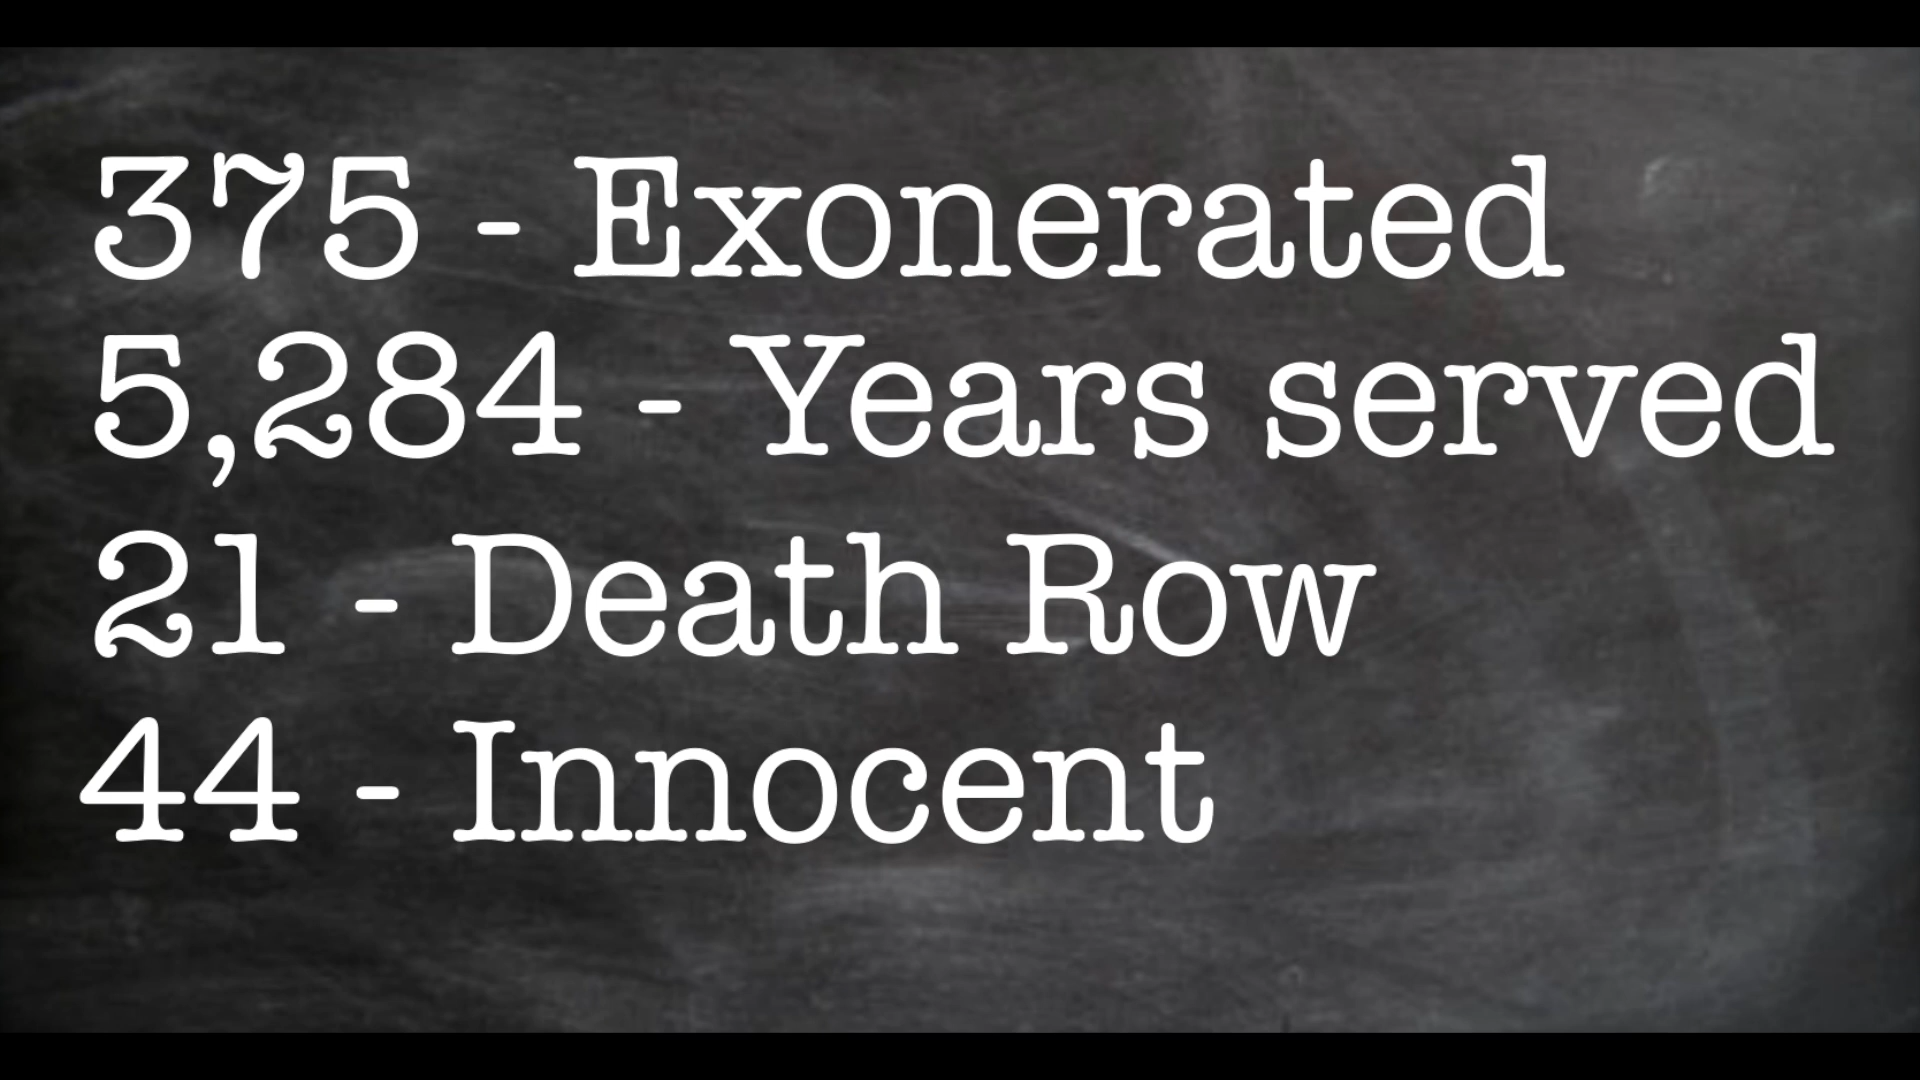 375 - Exonerated
5,284 - Years served
21 - Death Row
44 - Innocent